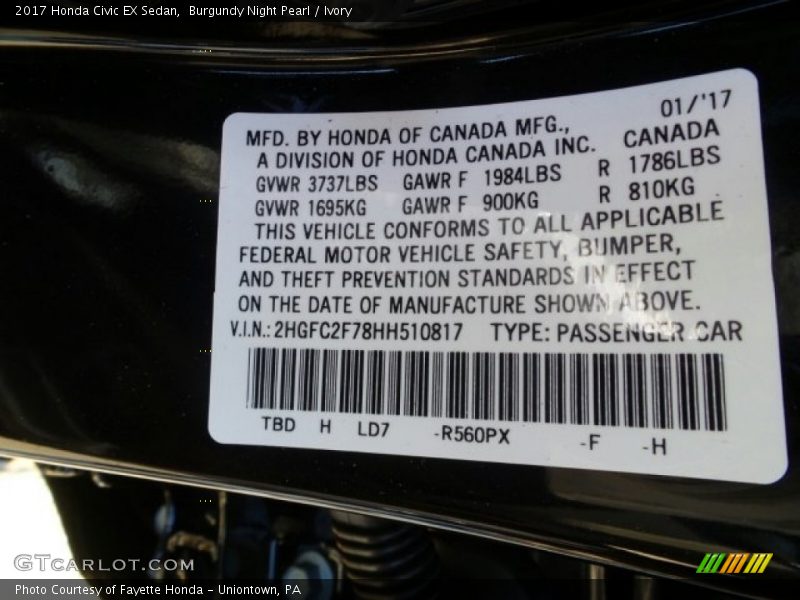 2017 Honda Civic EX Sedan,  Burgundy Night Pearl / Ivory
01/'17
MFD. BY HONDA OF CANADA MFG.,
A DIVISION OF HONDA CANADA INC. CANADA
GVWR 3737LBS GAWR F 1984LBS R 1786LBS
GVWR 1695KG GAWR F 900KG R 810KG
THIS VEHICLE CONFORMS TO ALL APPLICABLE
FEDERAL MOTOR VEHICLE SAFETY, BUMPER,
AND THEFT PREVENTION STANDARDS IN EFFECT
ON THE DATE OF MANUFACTURE SHOWN ABOVE.
V.I.N.: 2HGFC2F78HH510817 TYPE: PASSENGER CAR
TBD H LD7 -R560PX -F -H
GTCARLOT.COM
Photo Courtesy of Fayette Honda - Uniontown, PA